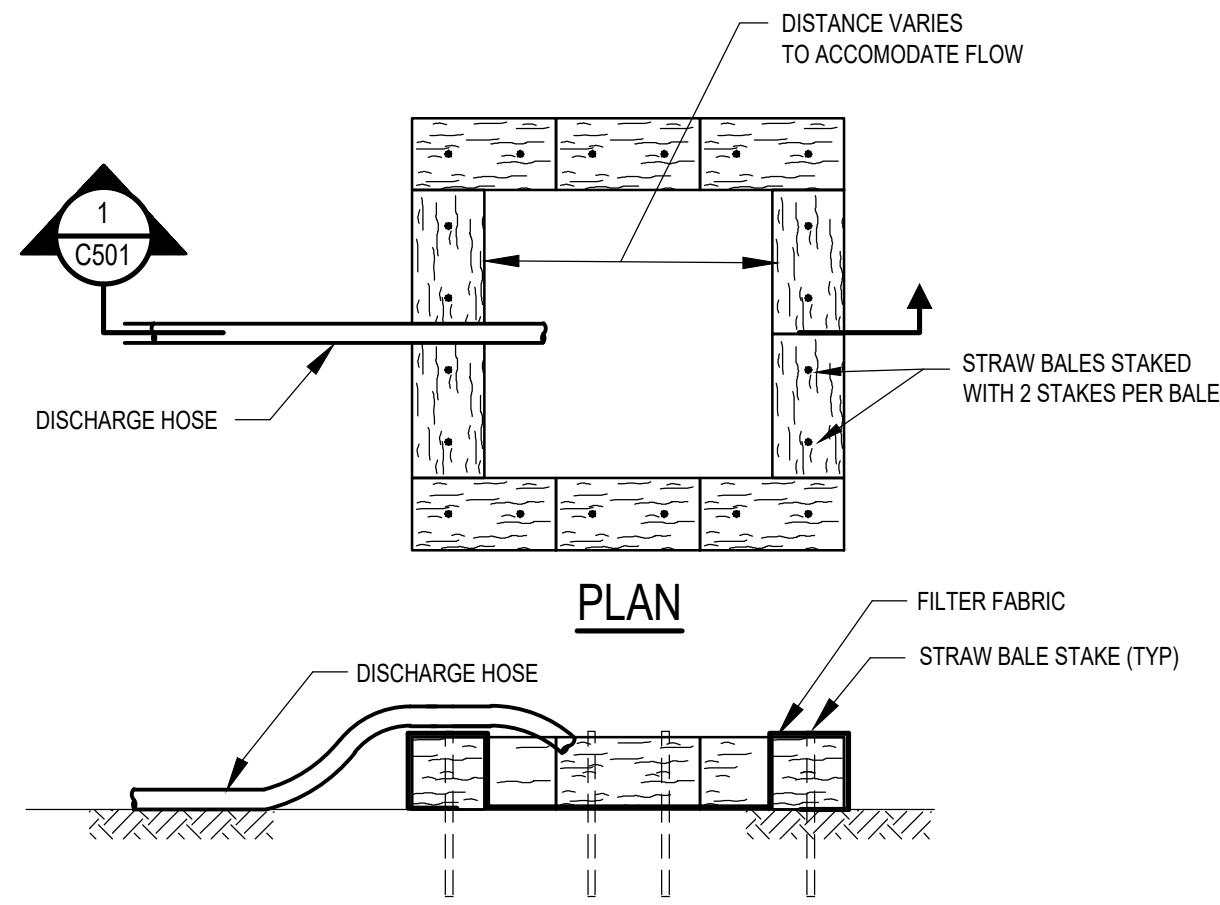 DISTANCE VARIES
TO ACCOMODATE FLOW
1
C501
DISCHARGE HOSE
STRAW BALES STAKED
WITH 2 STAKES PER BALE
PLAN
FILTER FABRIC
STRAW BALE STAKE (TYP)
DISCHARGE HOSE